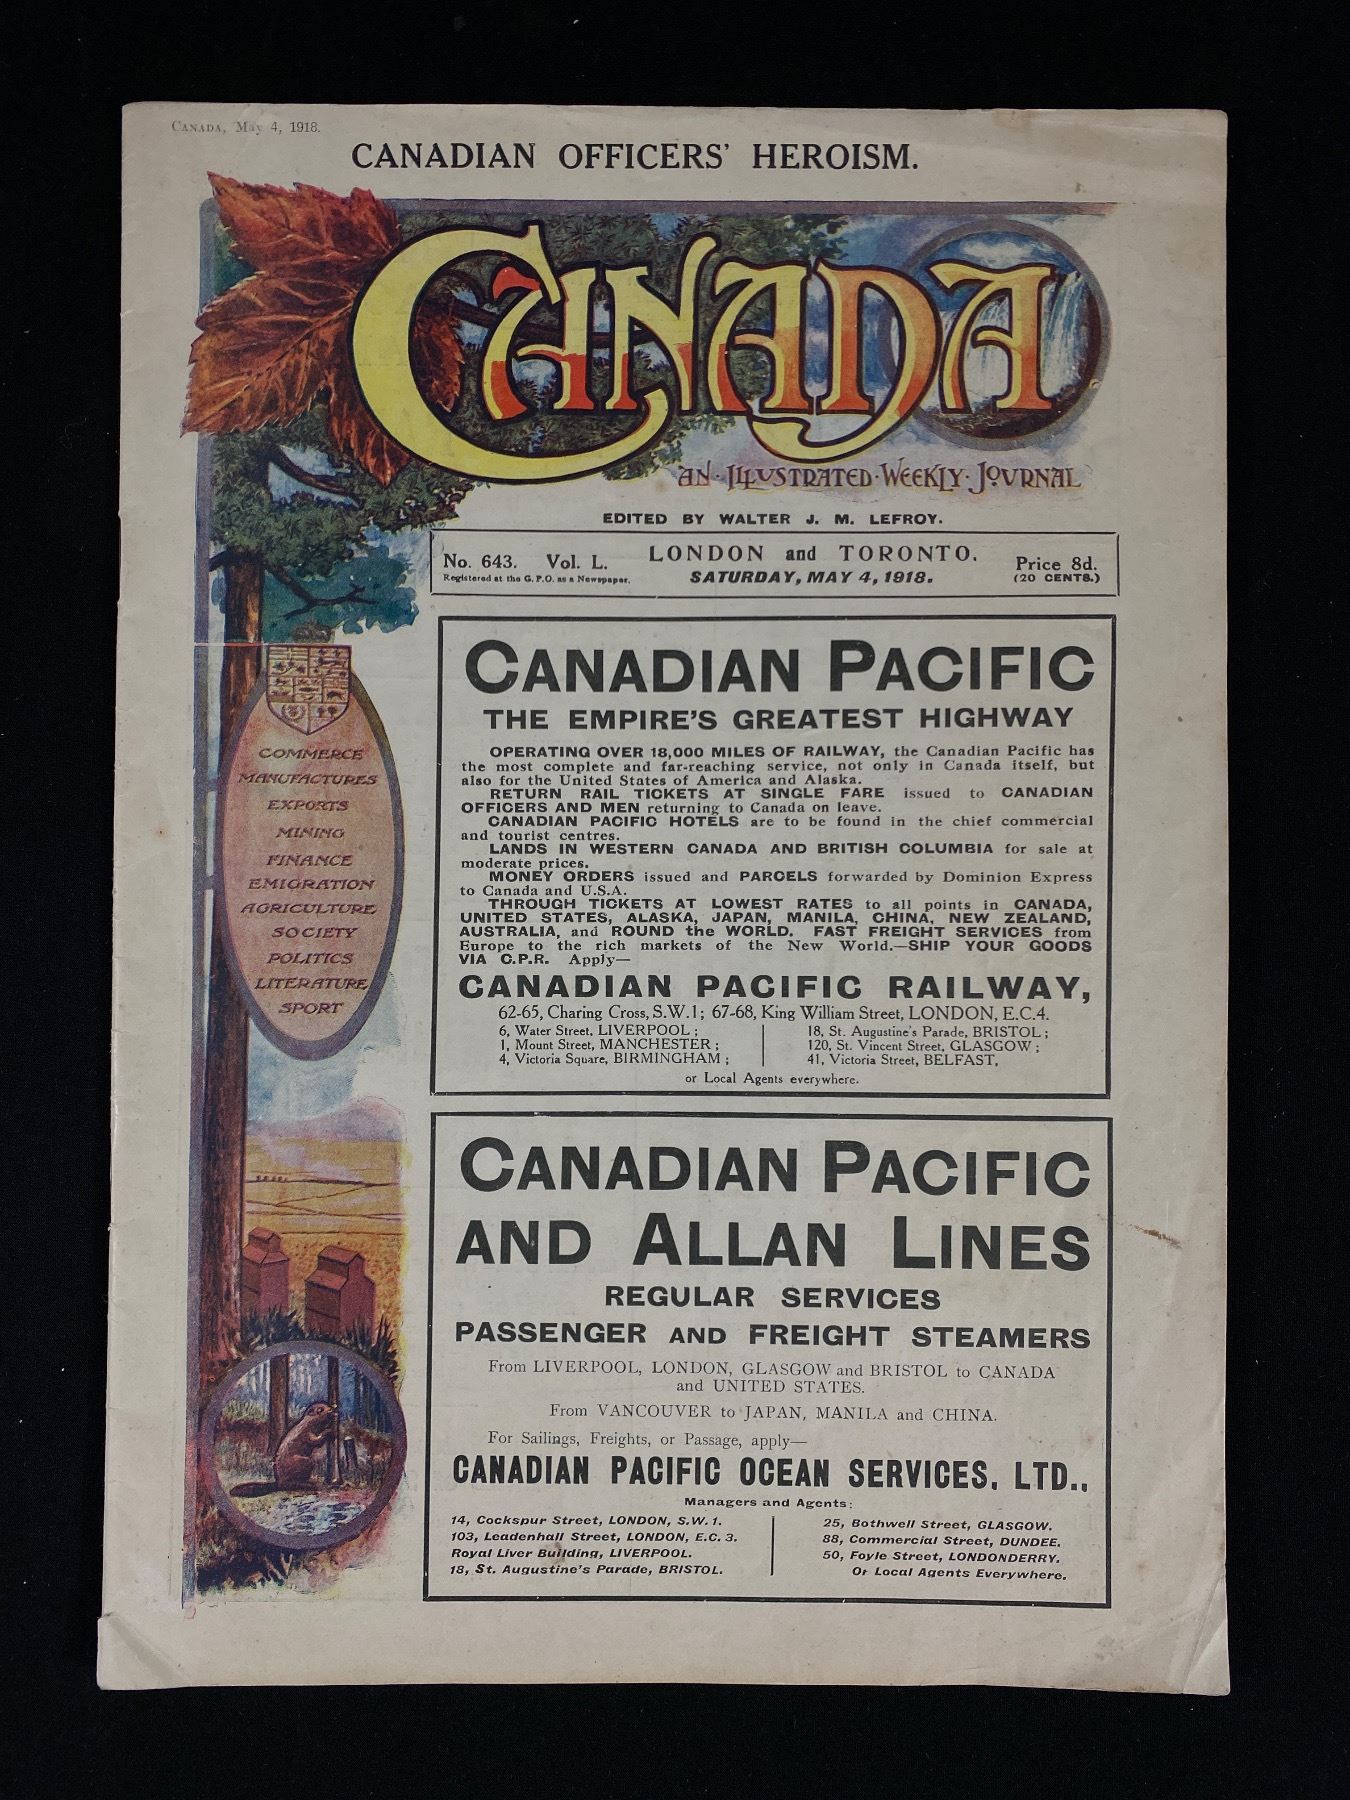 CANADA, May 4, 1918.
CANADIAN OFFICERS' HEROISM.
CANADA
AN · ILLUSTRATED · WEEKLY · JOURNAL
EDITED BY WALTER J. M. LEFROY.
No. 643. Vol. L.
Registered at the G. P. O. as a Newspaper.
LONDON and TORONTO.
SATURDAY, MAY 4, 1918.
Price 8d.
(20 CENTS.)
COMMERCE
MANUFACTURES
EXPORTS
MINING
FINANCE
EMIGRATION
AGRICULTURE
SOCIETY
POLITICS
LITERATURE
SPORT
CANADIAN PACIFIC
THE EMPIRE'S GREATEST HIGHWAY
OPERATING OVER 18,000 MILES OF RAILWAY, the Canadian Pacific has
the most complete and far-reaching service, not only in Canada itself, but
also for the United States of America and Alaska.
RETURN RAIL TICKETS AT SINGLE FARE issued to CANADIAN
OFFICERS AND MEN returning to Canada on leave.
CANADIAN PACIFIC HOTELS are to be found in the chief commercial
and tourist centres.
LANDS IN WESTERN CANADA AND BRITISH COLUMBIA for sale at
moderate prices.
MONEY ORDERS issued and PARCELS forwarded by Dominion Express
to Canada and U.S.A.
THROUGH TICKETS AT LOWEST RATES to all points in CANADA,
UNITED STATES, ALASKA, JAPAN, MANILA, CHINA, NEW ZEALAND,
AUSTRALIA, and ROUND the WORLD. FAST FREIGHT SERVICES from
Europe to the rich markets of the New World.—SHIP YOUR GOODS
VIA C.P.R. Apply—
CANADIAN PACIFIC RAILWAY,
62-65, Charing Cross, S.W.1; 67-68, King William Street, LONDON, E.C.4.
6, Water Street, LIVERPOOL;
1, Mount Street, MANCHESTER;
4, Victoria Square, BIRMINGHAM;
18, St. Augustine's Parade, BRISTOL;
120, St. Vincent Street, GLASGOW;
41, Victoria Street, BELFAST,
or Local Agents everywhere.
CANADIAN PACIFIC
AND ALLAN LINES
REGULAR SERVICES
PASSENGER AND FREIGHT STEAMERS
From LIVERPOOL, LONDON, GLASGOW and BRISTOL to CANADA
and UNITED STATES.
From VANCOUVER to JAPAN, MANILA and CHINA.
For Sailings, Freights, or Passage, apply—
CANADIAN PACIFIC OCEAN SERVICES, LTD.,
Managers and Agents:
14, Cockspur Street, LONDON, S.W. 1.
103, Leadenhall Street, LONDON, E.C. 3.
Royal Liver Building, LIVERPOOL.
18, St. Augustine's Parade, BRISTOL.
25, Bothwell Street, GLASGOW.
88, Commercial Street, DUNDEE.
50, Foyle Street, LONDONDERRY.
Or Local Agents Everywhere.